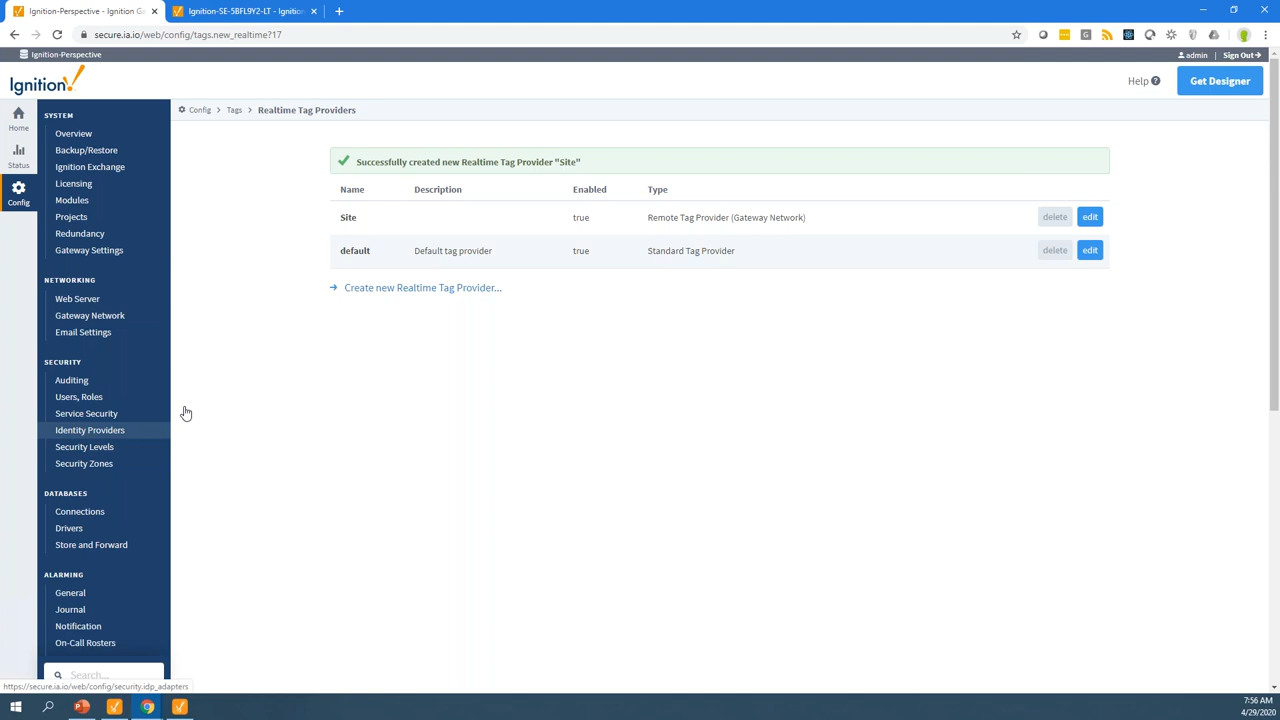 Ignition-Perspective - Ignition Ga
Ignition-SE-5BFL9Y2-LT - Ignition
secure.ia.io/web/config/tags.new_realtime?17
Ignition-Perspective
admin
Sign Out
Ignition!
Help
Get Designer
Home
Status
Config
SYSTEM
Overview
Backup/Restore
Ignition Exchange
Licensing
Modules
Projects
Redundancy
Gateway Settings
NETWORKING
Web Server
Gateway Network
Email Settings
SECURITY
Auditing
Users, Roles
Service Security
Identity Providers
Security Levels
Security Zones
DATABASES
Connections
Drivers
Store and Forward
ALARMING
General
Journal
Notification
On-Call Rosters
Search...
Config > Tags > Realtime Tag Providers
Successfully created new Realtime Tag Provider "Site"
Name Description Enabled Type
Site true Remote Tag Provider (Gateway Network) delete edit
default Default tag provider true Standard Tag Provider delete edit
Create new Realtime Tag Provider...
https://secure.ia.io/web/config/security.idp_adapters
7:56 AM
4/29/2020